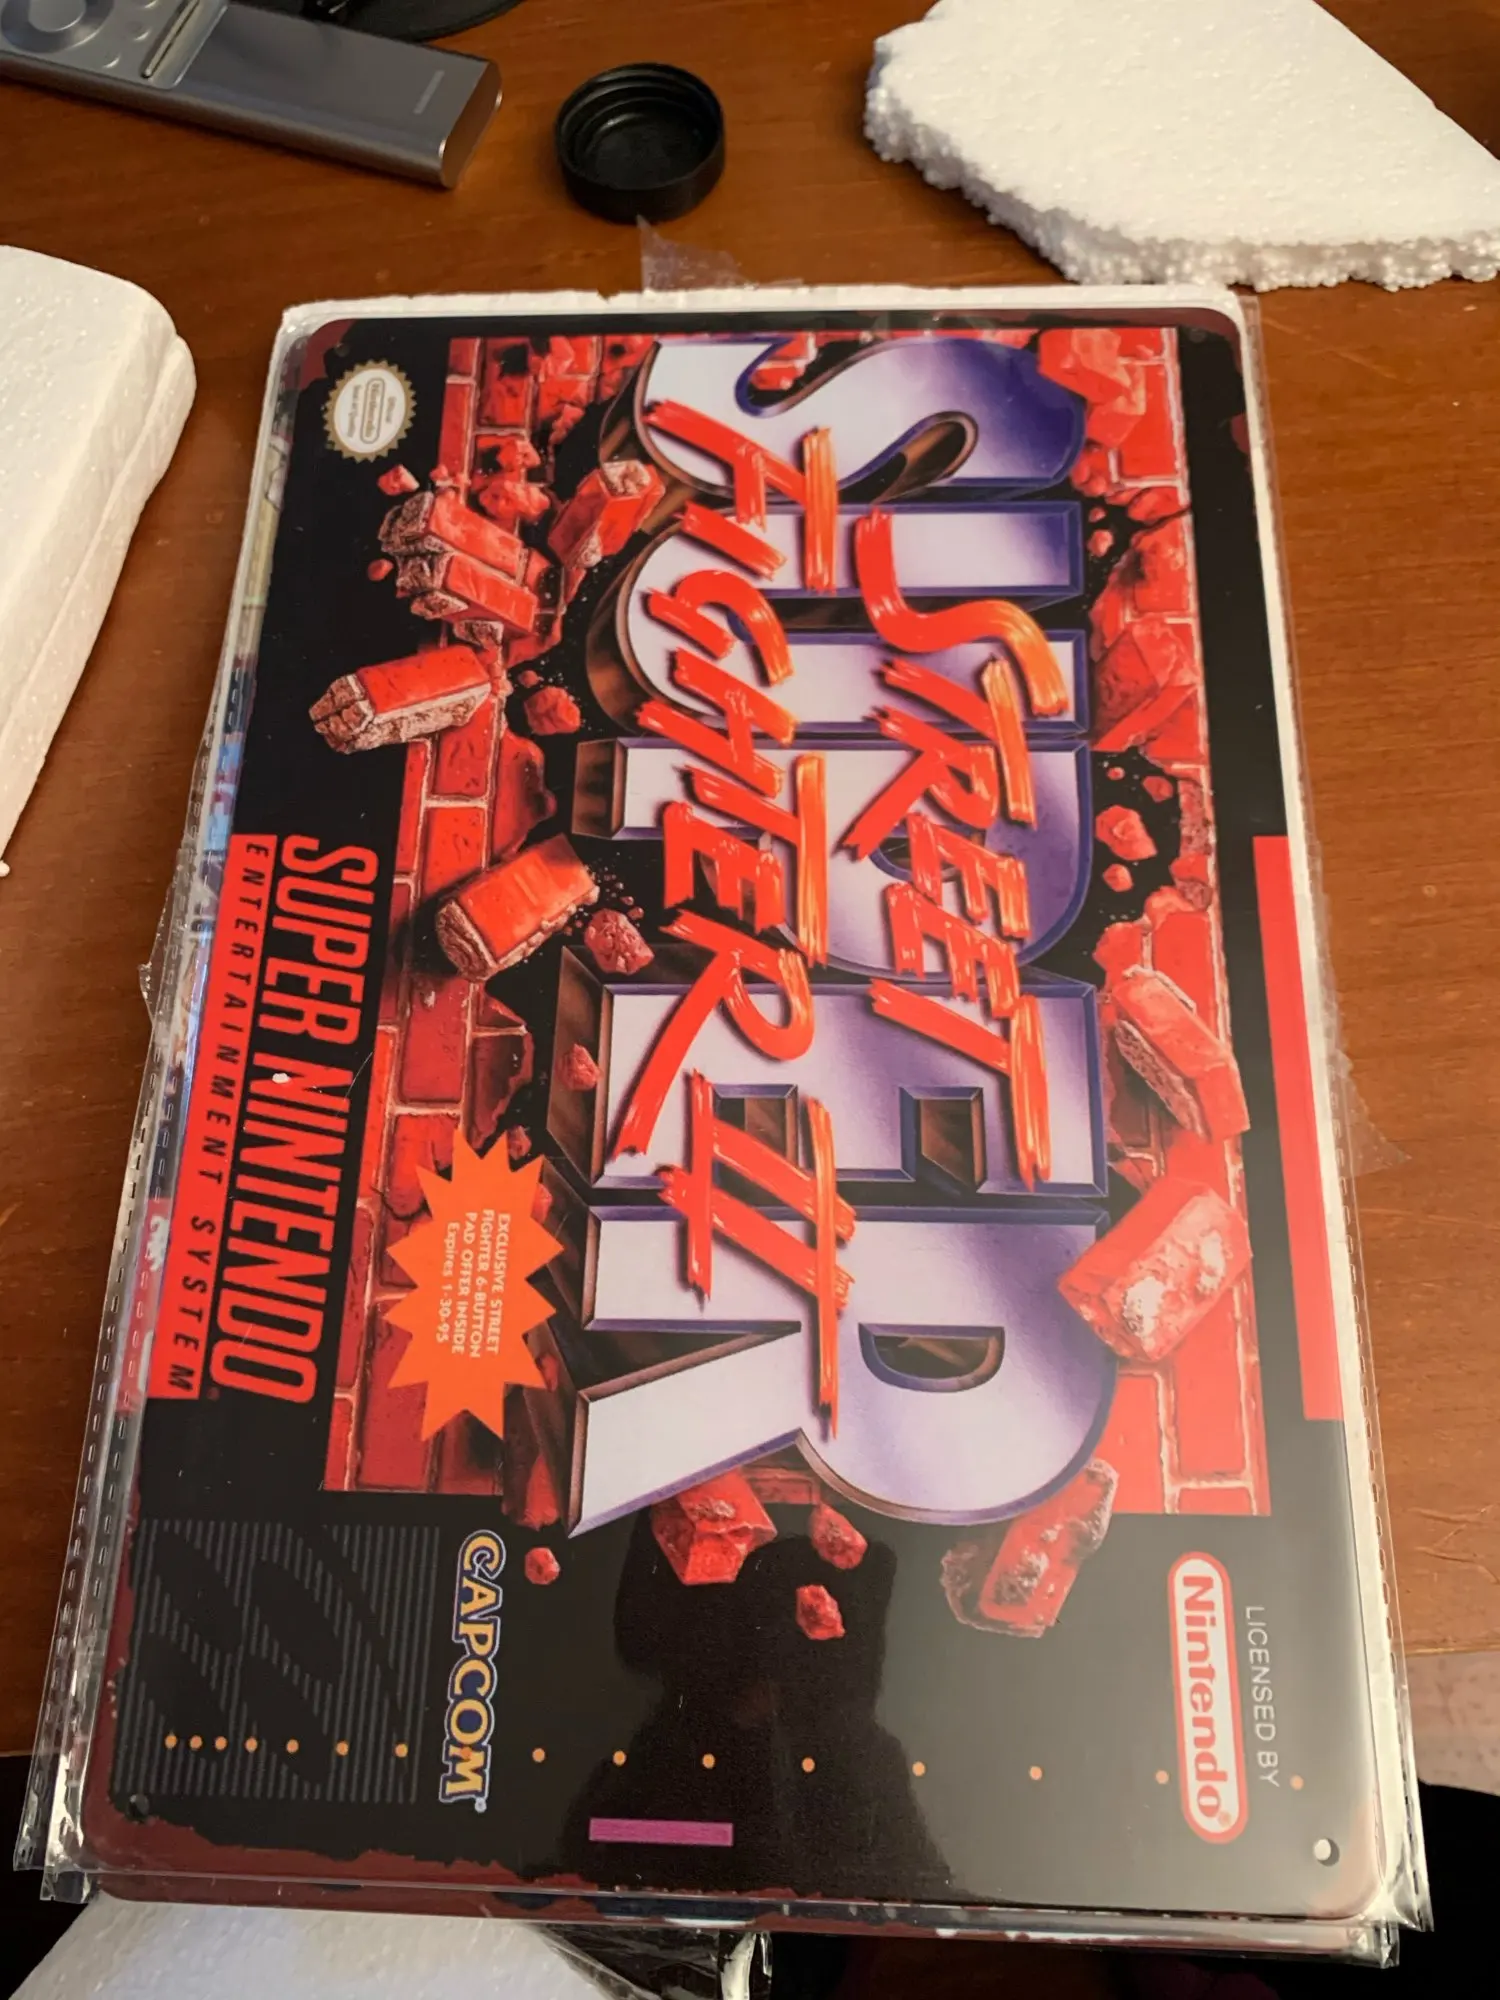 SUPER
STREET
FIGHTER II
LICENSED BY
Nintendo®
EXCLUSIVE STREET
FIGHTER 6-BUTTON
PAD OFFER INSIDE
Expires 1-30-95
CAPCOM®
Nintendo
SUPER NINTENDO®
ENTERTAINMENT SYSTEM